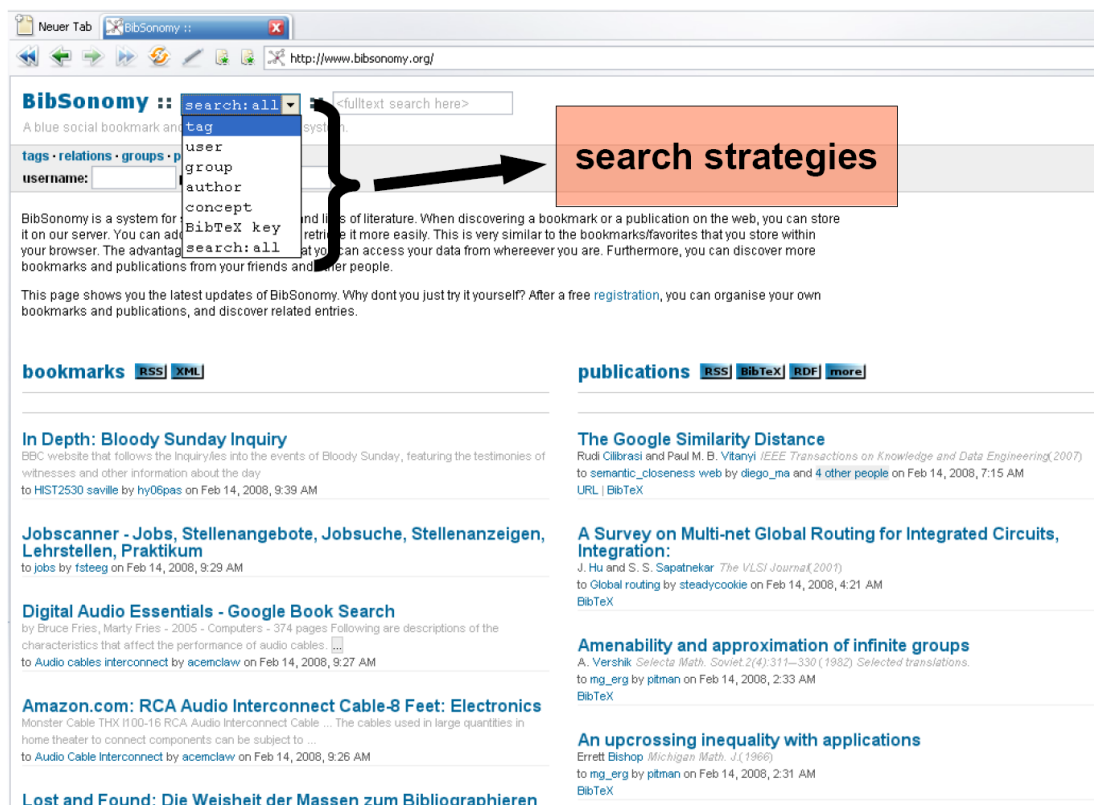 Neuer Tab BibSonomy ::
http://www.bibsonomy.org/
BibSonomy :: search:all :: <fulltext search here>
A blue social bookmark and system.
tag
user
group
author
concept
BibTeX key
search:all
search strategies
tags · relations · groups · p
username:
BibSonomy is a system for and li of literature. When discovering a bookmark or a publication on the web, you can store
it on our server. You can add retrie it more easily. This is very similar to the bookmarks/favorites that you store within
your browser. The advantag at you can access your data from whereever you are. Furthermore, you can discover more
bookmarks and publications from your friends and other people.
This page shows you the latest updates of BibSonomy. Why dont you just try it yourself? After a free registration, you can organise your own
bookmarks and publications, and discover related entries.
bookmarks RSS XML
In Depth: Bloody Sunday Inquiry
BBC website that follows the Inquiry/ies into the events of Bloody Sunday, featuring the testimonies of
witnesses and other information about the day
to HIST2530 saville by hy06pas on Feb 14, 2008, 9:39 AM
Jobscanner - Jobs, Stellenangebote, Jobsuche, Stellenanzeigen,
Lehrstellen, Praktikum
to jobs by fsteeg on Feb 14, 2008, 9:29 AM
Digital Audio Essentials - Google Book Search
by Bruce Fries, Marty Fries - 2005 - Computers - 374 pages Following are descriptions of the
characteristics that affect the performance of audio cables. ...
to Audio cables interconnect by acemclaw on Feb 14, 2008, 9:27 AM
Amazon.com: RCA Audio Interconnect Cable-8 Feet: Electronics
Monster Cable THX I100-16 RCA Audio Interconnect Cable ... The cables used in large quantities in
home theater to connect components can be subject to ...
to Audio Cable Interconnect by acemclaw on Feb 14, 2008, 9:26 AM
Lost and Found: Die Weisheit der Massen zum Bibliographieren
publications RSS BibTeX RDF more
The Google Similarity Distance
Rudi Cilibrasi and Paul M. B. Vitanyi IEEE Transactions on Knowledge and Data Engineering(2007)
to semantic_closeness web by diego_ma and 4 other people on Feb 14, 2008, 7:15 AM
URL | BibTeX
A Survey on Multi-net Global Routing for Integrated Circuits,
Integration:
J. Hu and S. S. Sapatnekar The VLSI Journal(2001)
to Global routing by steadycookie on Feb 14, 2008, 4:21 AM
BibTeX
Amenability and approximation of infinite groups
A. Vershik Selecta Math. Soviet.2(4):311—330 (1982) Selected translations.
to mg_erg by pitman on Feb 14, 2008, 2:33 AM
BibTeX
An upcrossing inequality with applications
Errett Bishop Michigan Math. J.(1966)
to mg_erg by pitman on Feb 14, 2008, 2:31 AM
BibTeX